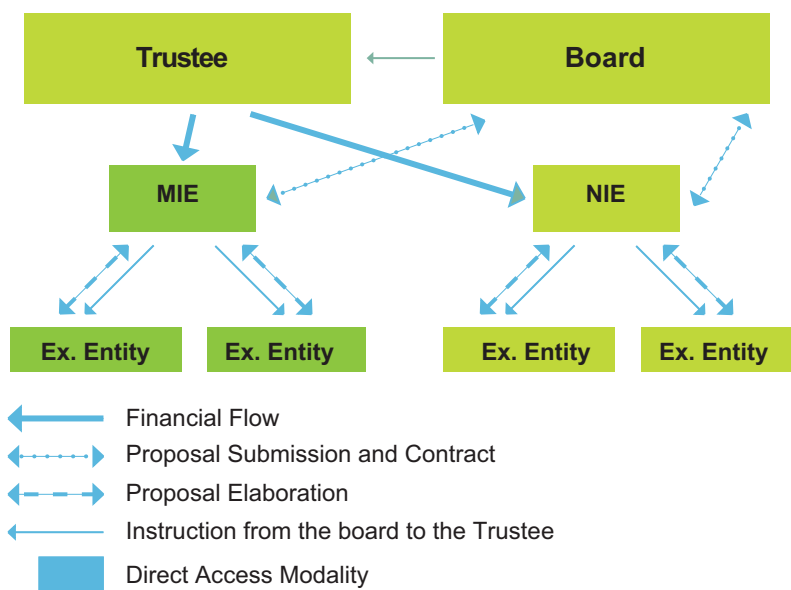 Trustee
Board
MIE
NIE
Ex. Entity
Ex. Entity
Ex. Entity
Ex. Entity
Financial Flow
Proposal Submission and Contract
Proposal Elaboration
Instruction from the board to the Trustee
Direct Access Modality